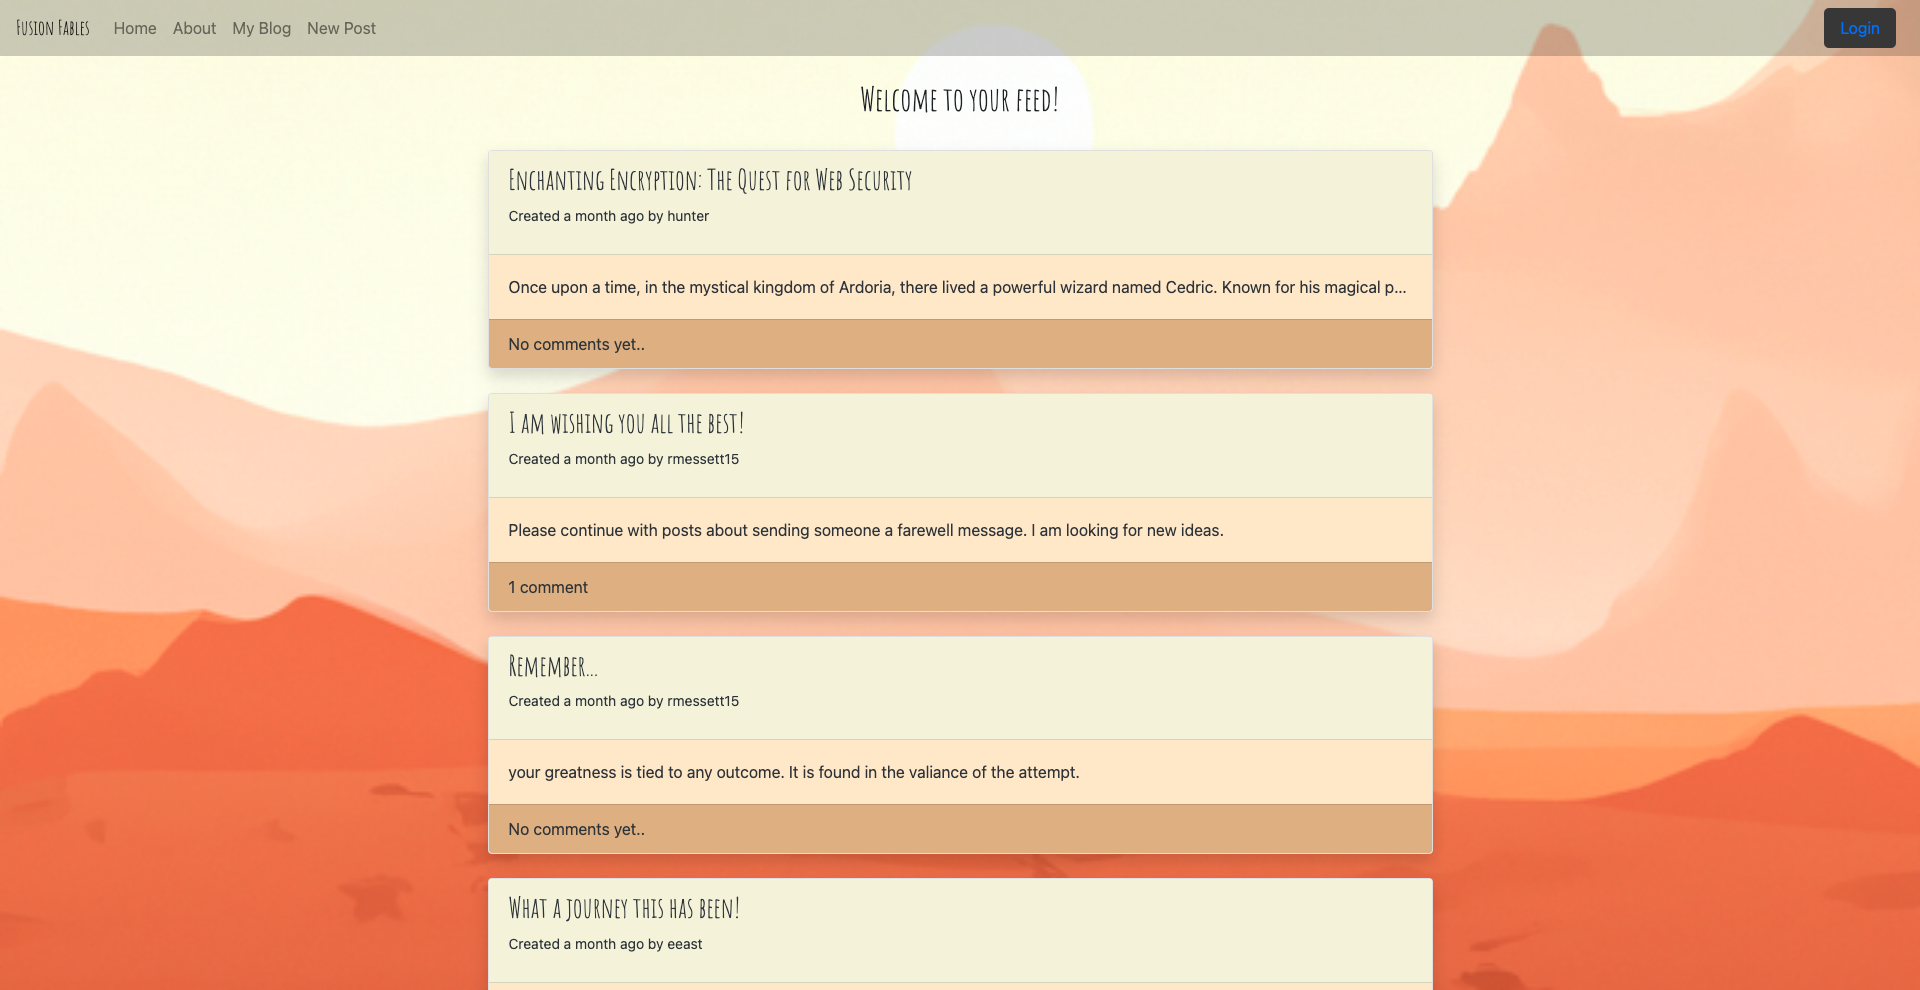 Fusion Fables Home About My Blog New Post Login
Welcome to your feed!
Enchanting Encryption: The Quest for Web Security
Created a month ago by hunter
Once upon a time, in the mystical kingdom of Ardoria, there lived a powerful wizard named Cedric. Known for his magical p...
No comments yet..
I am wishing you all the best!
Created a month ago by rmessett15
Please continue with posts about sending someone a farewell message. I am looking for new ideas.
1 comment
Remember...
Created a month ago by rmessett15
your greatness is tied to any outcome. It is found in the valiance of the attempt.
No comments yet..
What a journey this has been!
Created a month ago by eeast